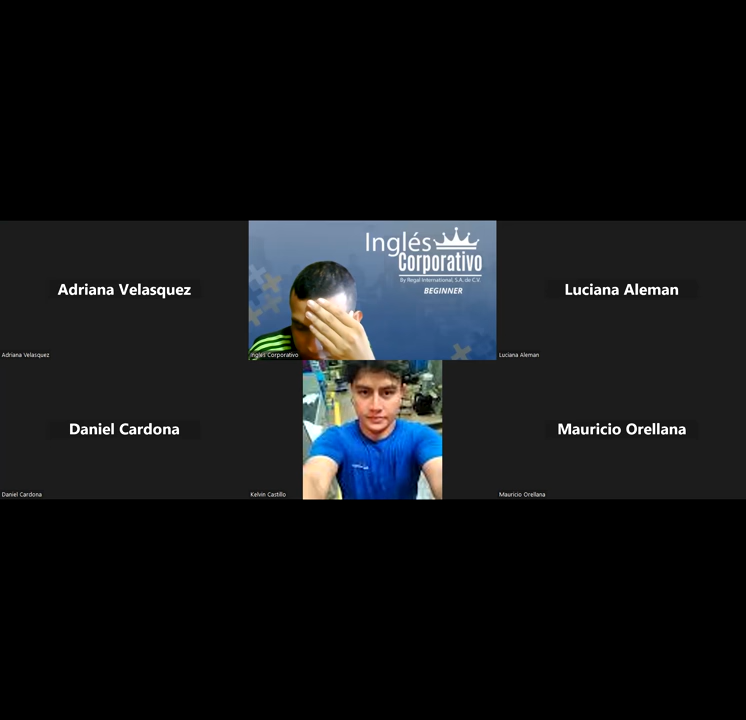 Adriana Velasquez
Adriana Velasquez
Inglés
Corporativo
By Regal International, S.A. de C.V.
BEGINNER
Inglés Corporativo
Luciana Aleman
Luciana Aleman
Daniel Cardona
Daniel Cardona
Kelvin Castillo
Mauricio Orellana
Mauricio Orellana